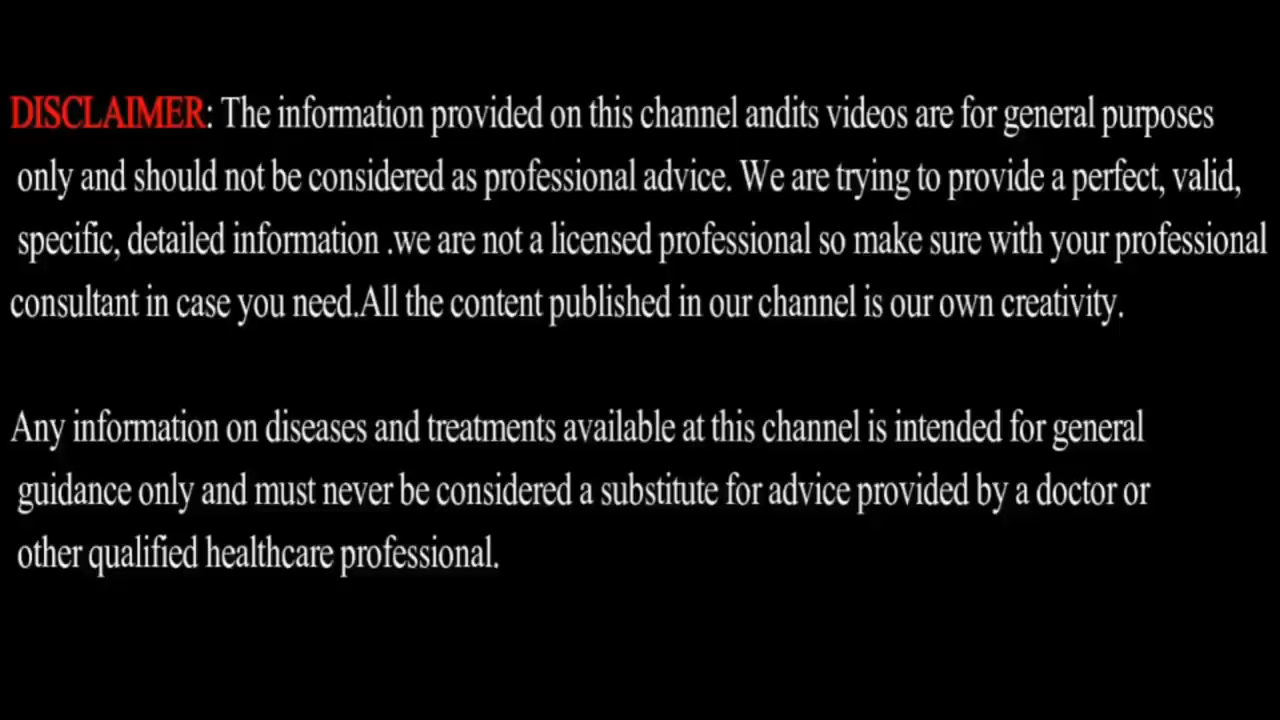 DISCLAIMER: The information provided on this channel andits videos are for general purposes
only and should not be considered as professional advice. We are trying to provide a perfect, valid,
specific, detailed information .we are not a licensed professional so make sure with your professional
consultant in case you need.All the content published in our channel is our own creativity.
Any information on diseases and treatments available at this channel is intended for general
guidance only and must never be considered a substitute for advice provided by a doctor or
other qualified healthcare professional.